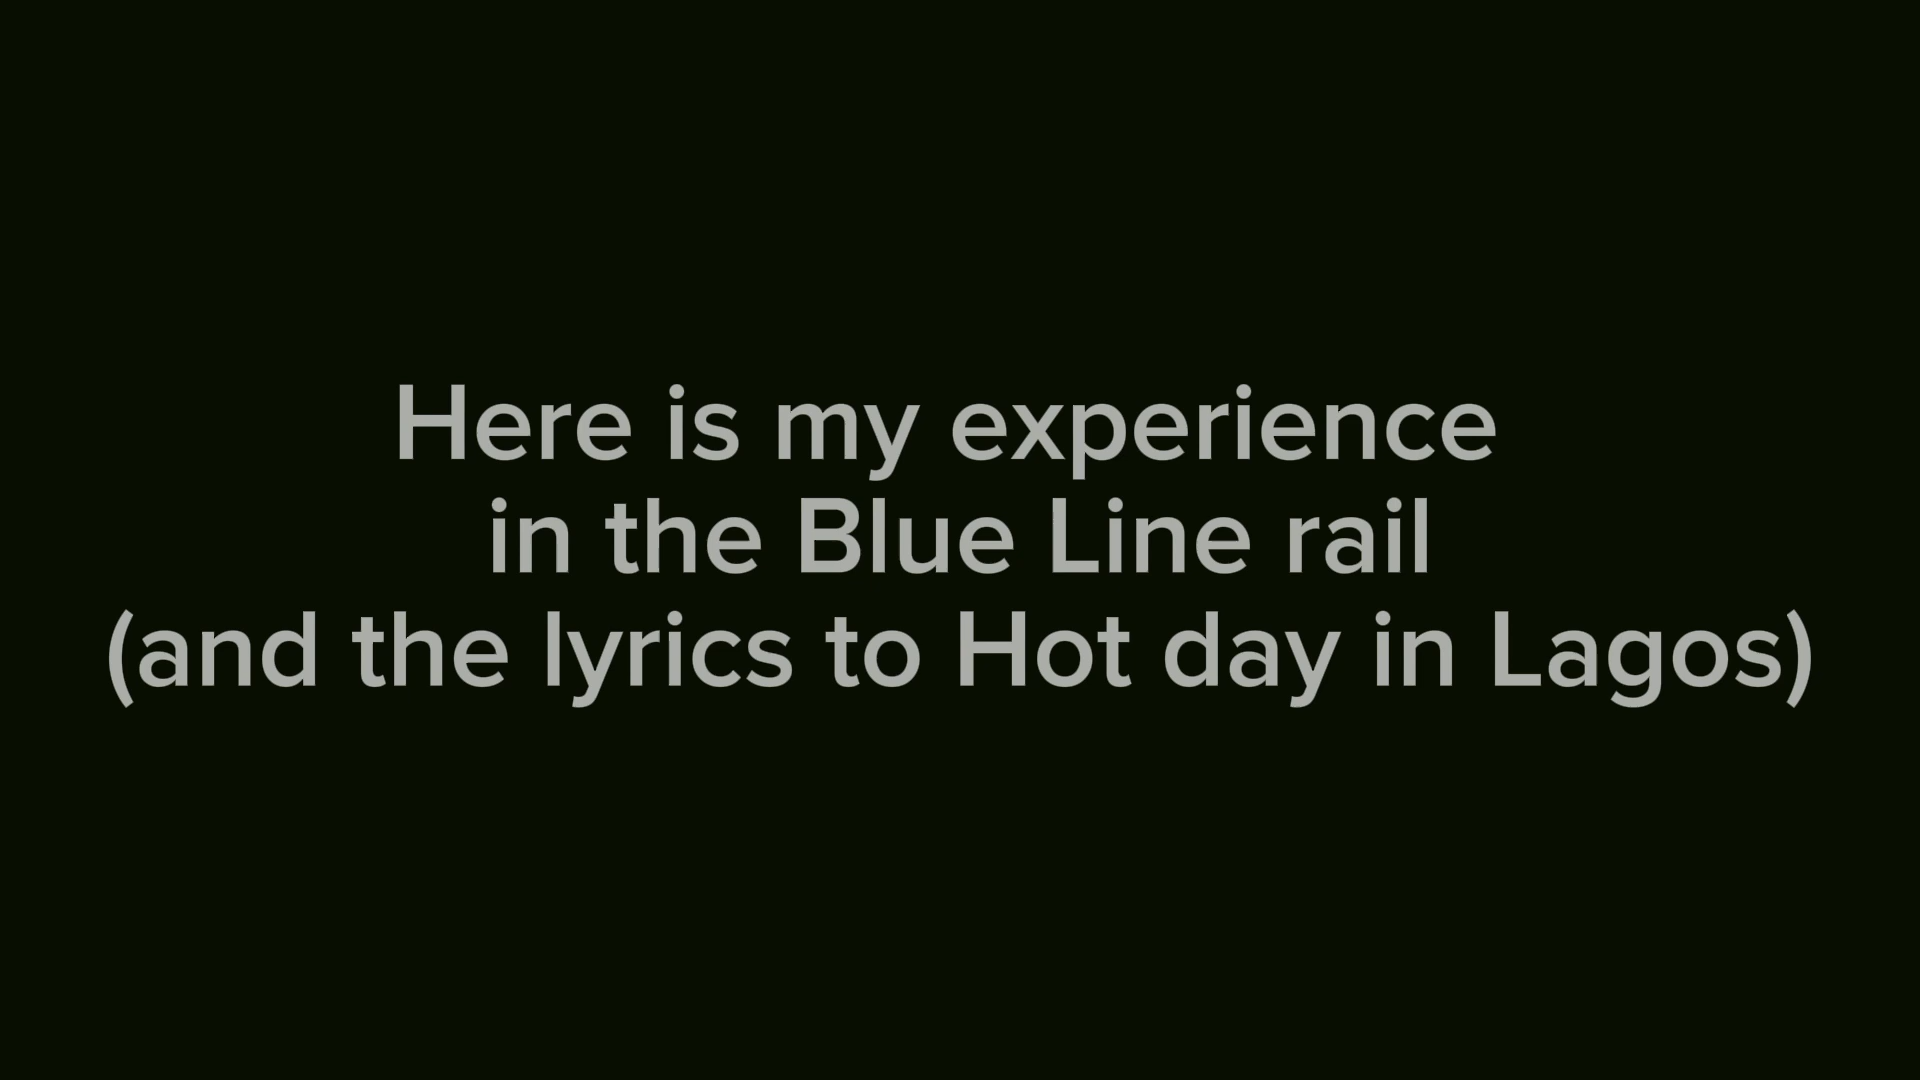 Here is my experience
in the Blue Line rail
(and the lyrics to Hot day in Lagos)